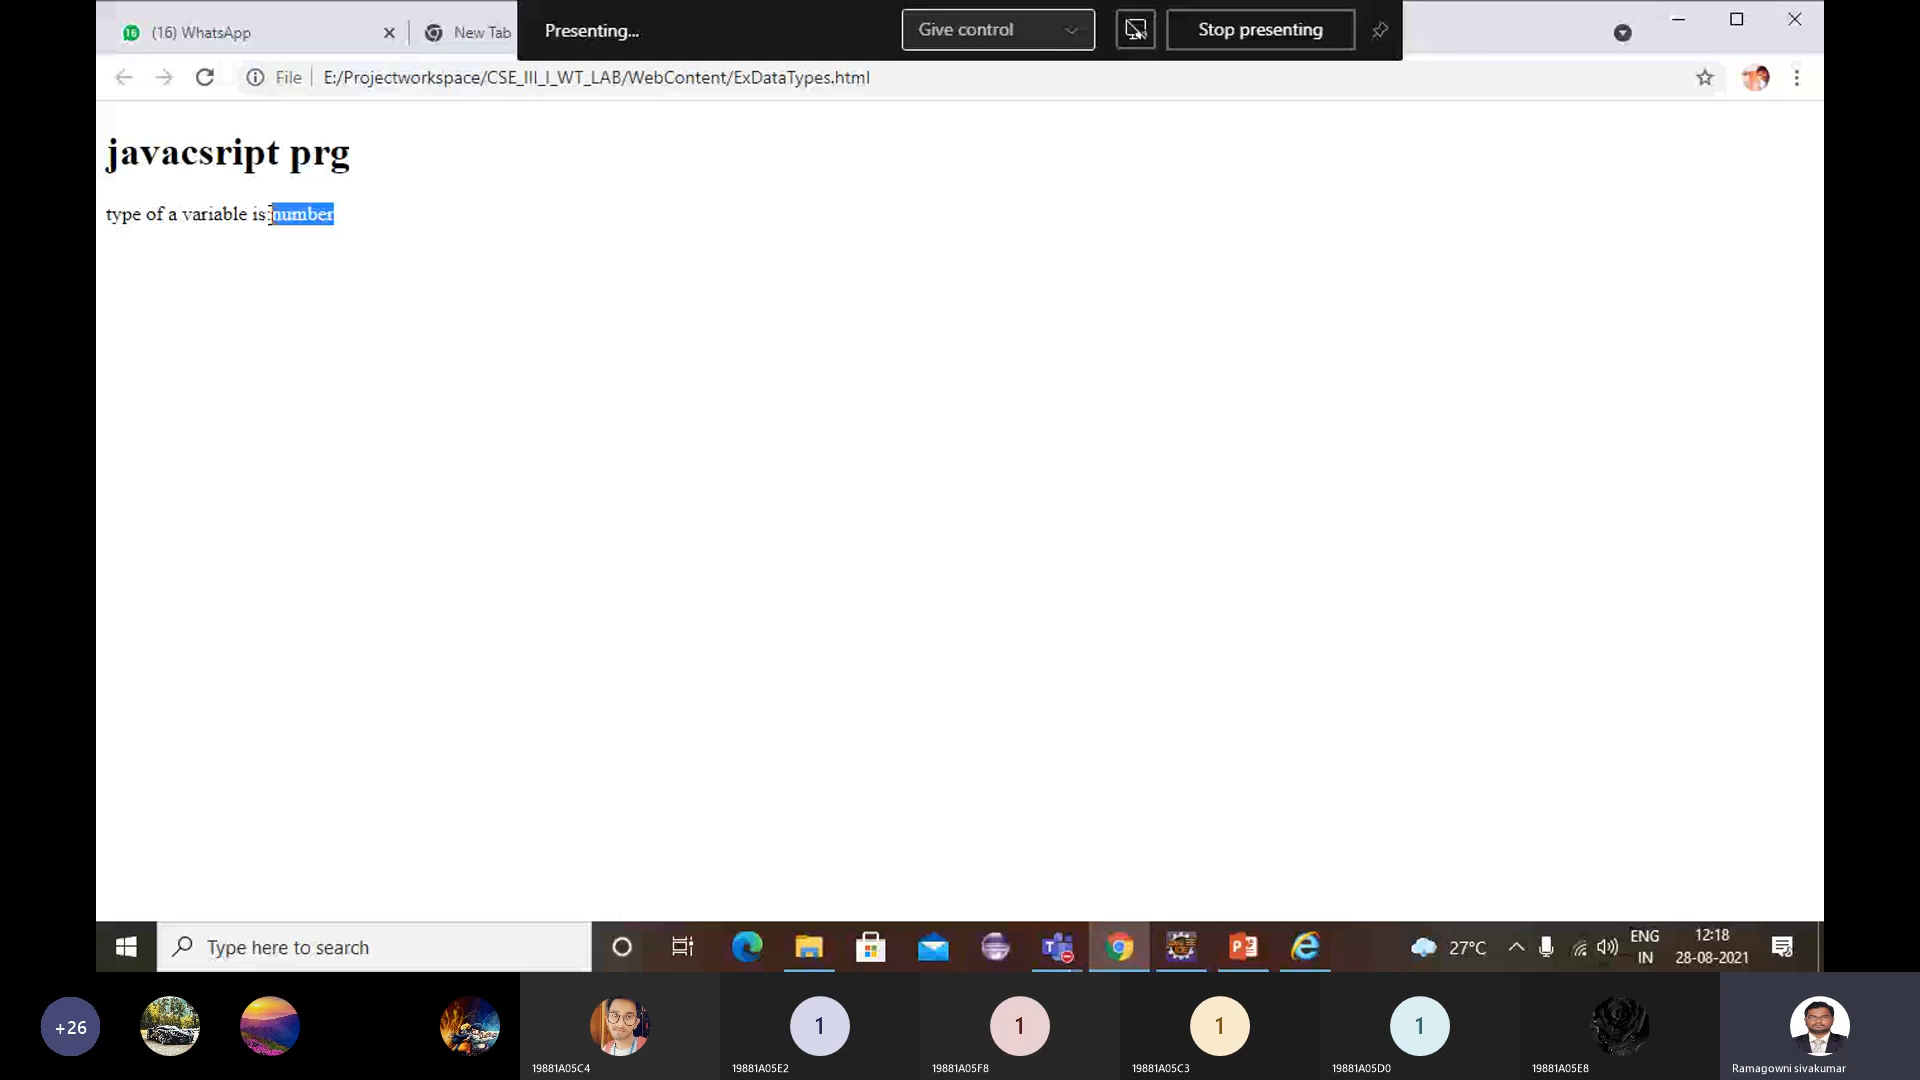 16 (16) WhatsApp
New Tab
Presenting...
Give control
Stop presenting
File
E:/Projectworkspace/CSE_III_I_WT_LAB/WebContent/ExDataTypes.html
javacsript prg
type of a variable is:number
Type here to search
27°C
ENG
IN
12:18
28-08-2021
+26
19881A05C4
1
19881A05E2
1
19881A05F8
1
19881A05C3
1
19881A05D0
19881A05E8
Ramagowni sivakumar